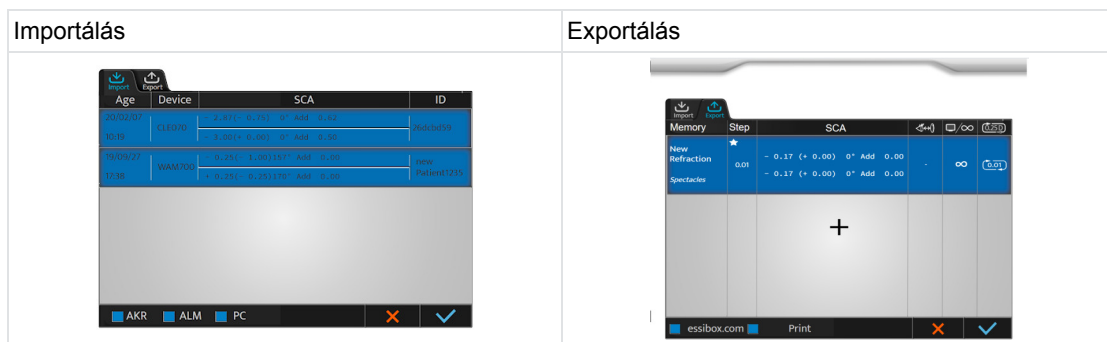 Importálás
Exportálás
Import Export
Age Device SCA ID
20/02/07
10:19
CLE070
- 2.87(- 0.75) 0° Add 0.62
- 3.00(+ 0.00) 0° Add 0.50
26dcbd59
19/09/27
17:38
WAM700
- 0.25(- 1.00)157° Add 0.00
+ 0.25(- 0.25)170° Add 0.00
new
Patient1235
AKR ALM PC
Import Export
Memory Step SCA
New
Refraction
Spectacles
0.01
- 0.17 (+ 0.00) 0° Add 0.00
- 0.17 (+ 0.00) 0° Add 0.00
-
∞
0.01
essibox.com Print